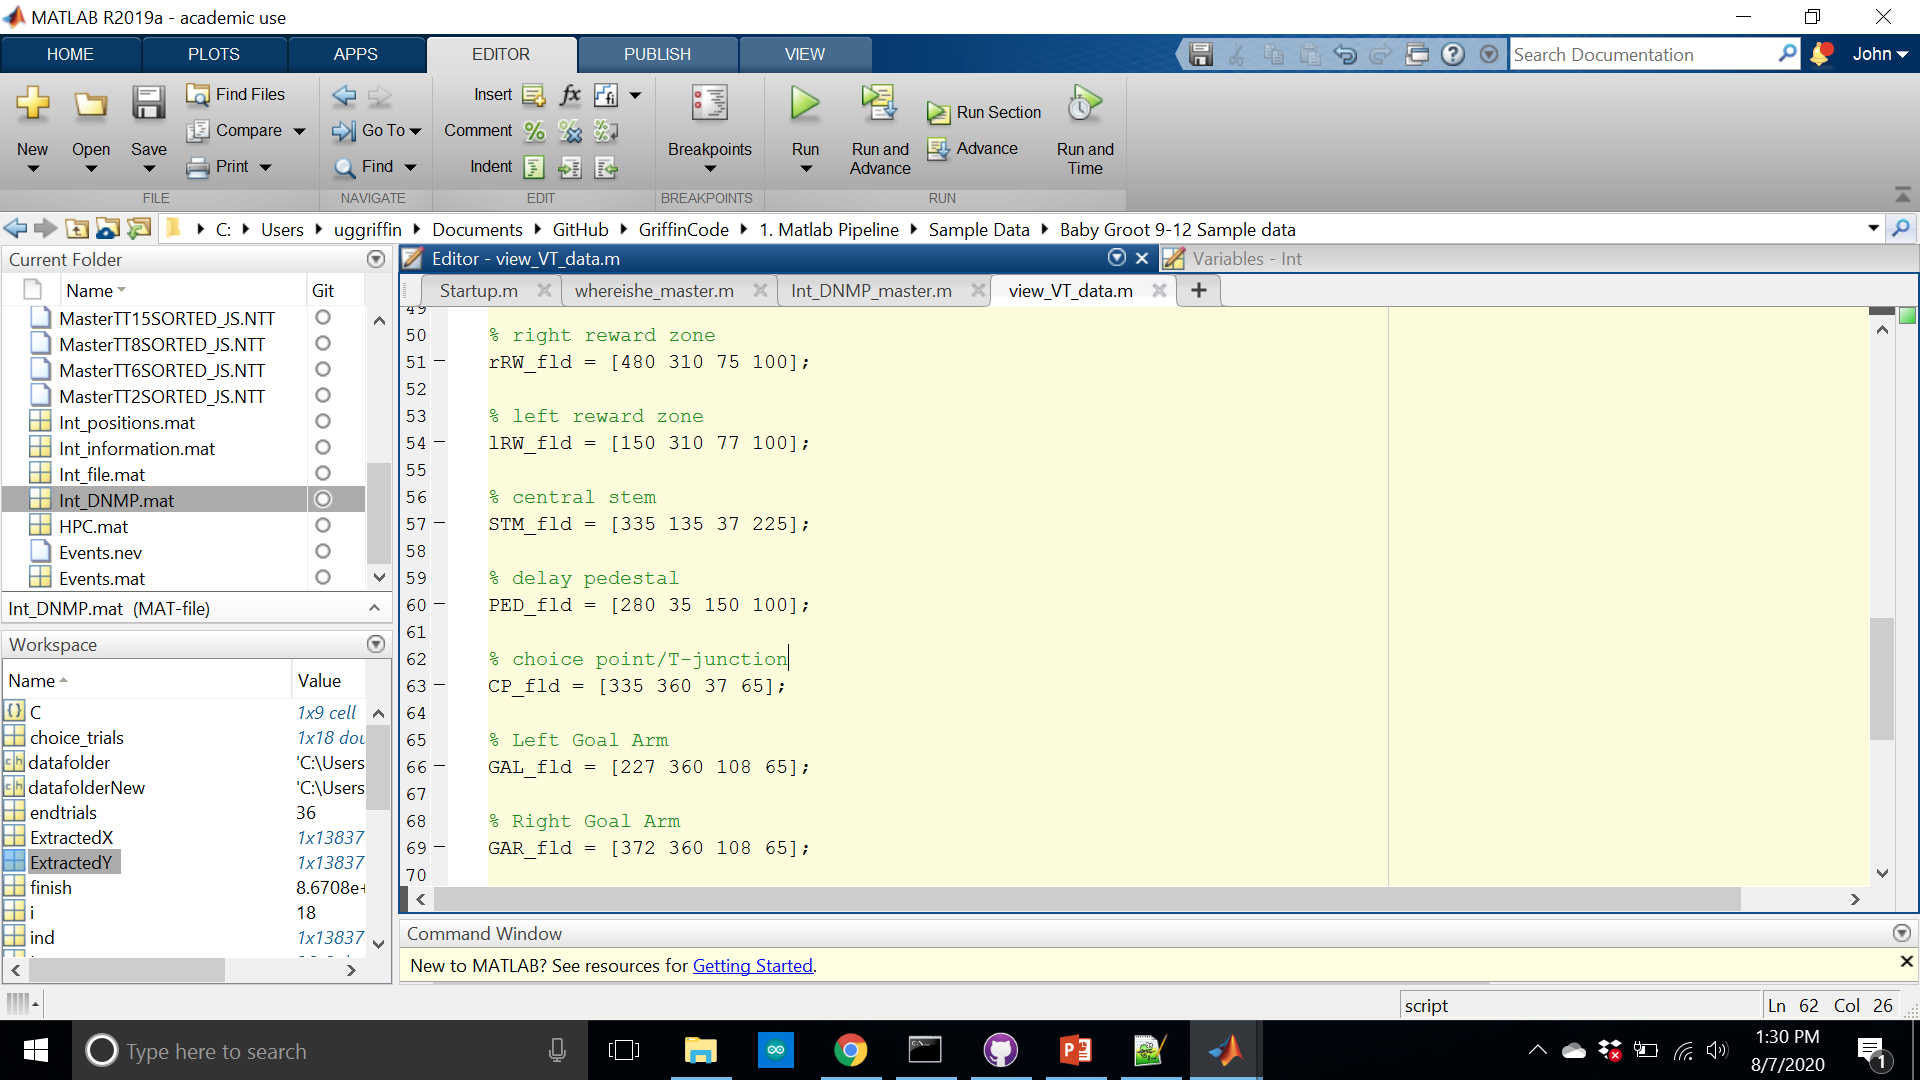 MATLAB R2019a - academic use
HOME PLOTS APPS EDITOR PUBLISH VIEW
Search Documentation
John
New
Open
Save
Find Files
Compare
Print
FILE
Go To
Find
NAVIGATE
Insert
Comment
Indent
EDIT
Breakpoints
BREAKPOINTS
Run
Run and Advance
Run Section
Advance
Run and Time
RUN
C: Users uggriffin Documents GitHub GriffinCode 1. Matlab Pipeline Sample Data Baby Groot 9-12 Sample data
Current Folder
Name Git
MasterTT15SORTED_JS.NTT
MasterTT8SORTED_JS.NTT
MasterTT6SORTED_JS.NTT
MasterTT2SORTED_JS.NTT
Int_positions.mat
Int_information.mat
Int_file.mat
Int_DNMP.mat
HPC.mat
Events.nev
Events.mat
Int_DNMP.mat (MAT-file)
Workspace
Name Value
C 1x9 cell
choice_trials 1x18 dou
datafolder 'C:\Users
datafolderNew 'C:\Users
endtrials 36
ExtractedX 1x13837
ExtractedY 1x13837
finish 8.6708e+
i 18
ind 1x13837
Editor - view_VT_data.m
Variables - Int
Startup.m whereishe_master.m Int_DNMP_master.m view_VT_data.m
49
50 % right reward zone
51 rRW_fld = [480 310 75 100];
52
53 % left reward zone
54 lRW_fld = [150 310 77 100];
55
56 % central stem
57 STM_fld = [335 135 37 225];
58
59 % delay pedestal
60 PED_fld = [280 35 150 100];
61
62 % choice point/T-junction
63 CP_fld = [335 360 37 65];
64
65 % Left Goal Arm
66 GAL_fld = [227 360 108 65];
67
68 % Right Goal Arm
69 GAR_fld = [372 360 108 65];
70
Command Window
New to MATLAB? See resources for Getting Started.
script
Ln 62 Col 26
Type here to search
1:30 PM
8/7/2020
1